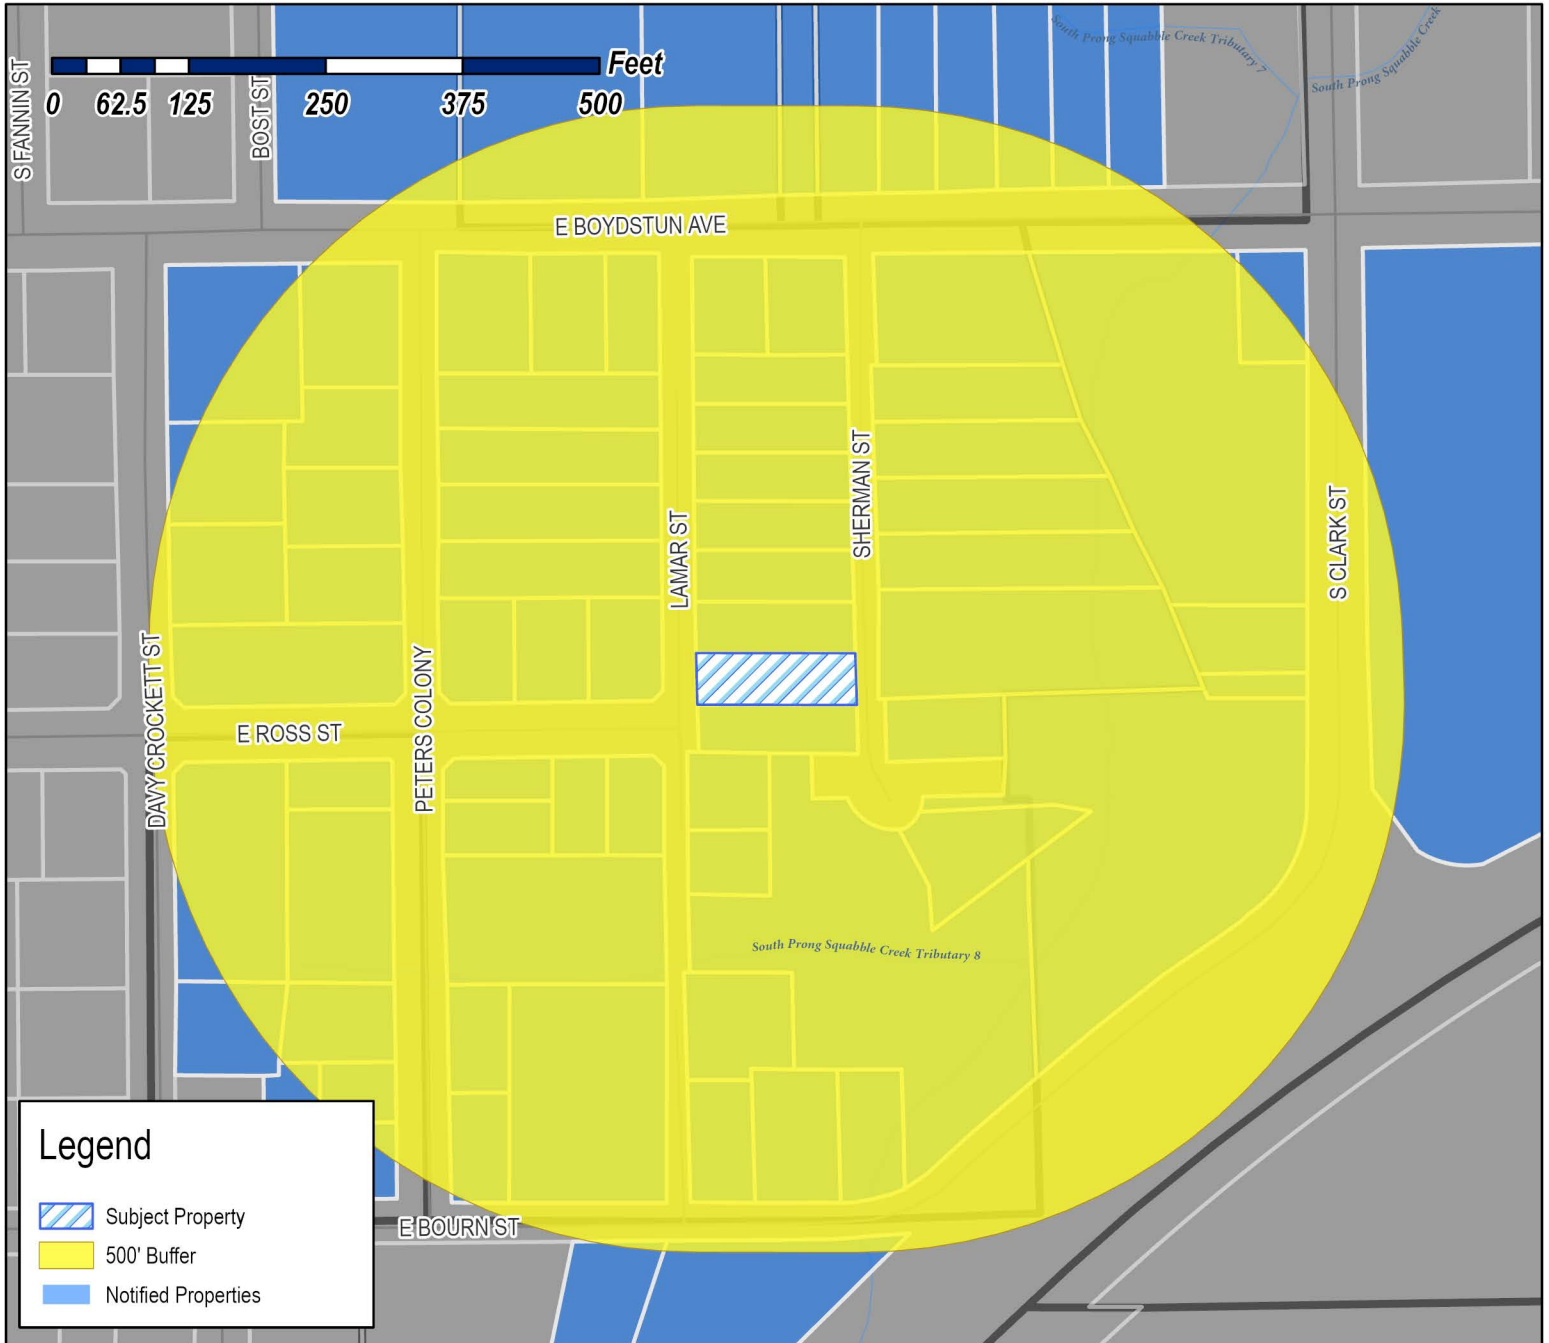 South Prong Squabble Creek Tributary 7
South Prong Squabble Creek
Feet
0 62.5 125 250 375 500
S FANNIN ST
BOST ST
E BOYDSTUN AVE
SHERMAN ST
LAMAR ST
S CLARK ST
DAVY CROCKETT ST
PETERS COLONY
E ROSS ST
South Prong Squabble Creek Tributary 8
E BOURN ST
Legend
Subject Property
500' Buffer
Notified Properties